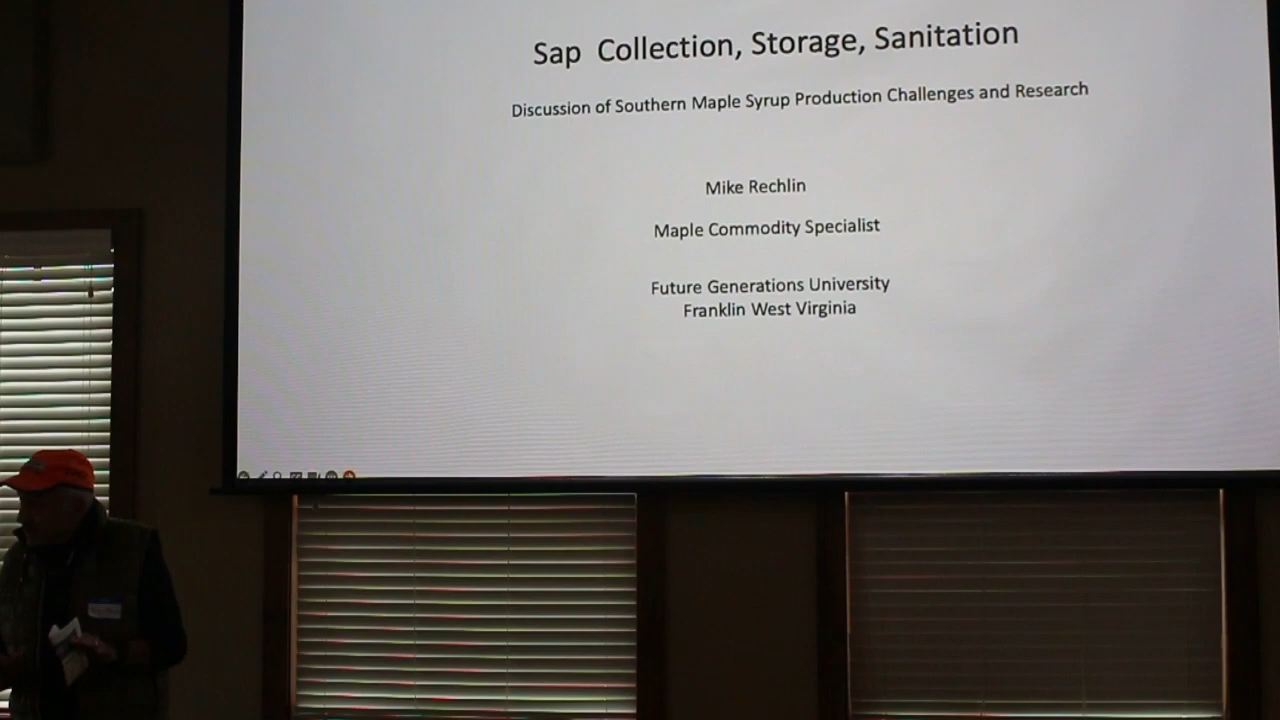 Sap Collection, Storage, Sanitation
Discussion of Southern Maple Syrup Production Challenges and Research
Mike Rechlin
Maple Commodity Specialist
Future Generations University
Franklin West Virginia